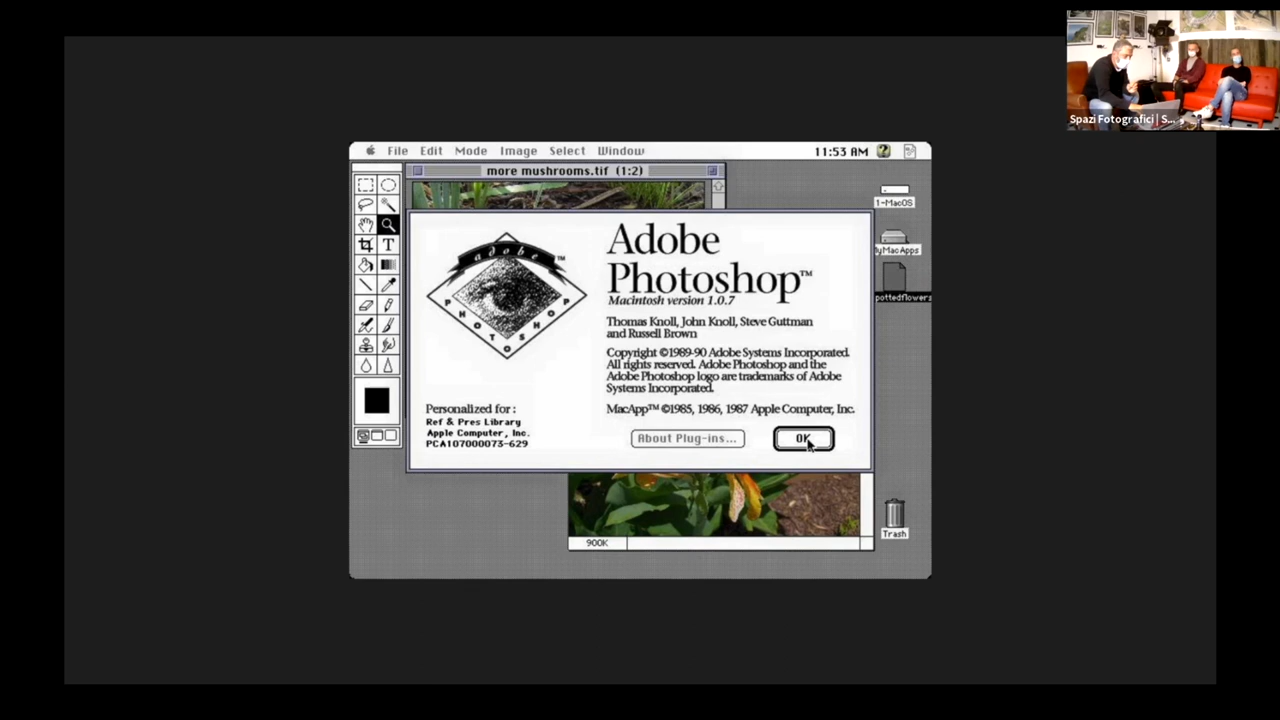 Spazi Fotografici | S...
File Edit Mode Image Select Window 11:53 AM
more mushrooms.tif (1:2)
1-MacOS
MyMacApps
pottedflowers
Trash
T
adobe™
PHOTOSHOP
Adobe
Photoshop™
Macintosh version 1.0.7
Thomas Knoll, John Knoll, Steve Guttman
and Russell Brown
Copyright ©1989-90 Adobe Systems Incorporated.
All rights reserved. Adobe Photoshop and the
Adobe Photoshop logo are trademarks of Adobe
Systems Incorporated.
MacApp™ ©1985, 1986, 1987 Apple Computer, Inc.
Personalized for :
Ref & Pres Library
Apple Computer, Inc.
PCA107000073-629
About Plug-ins...
OK
900K